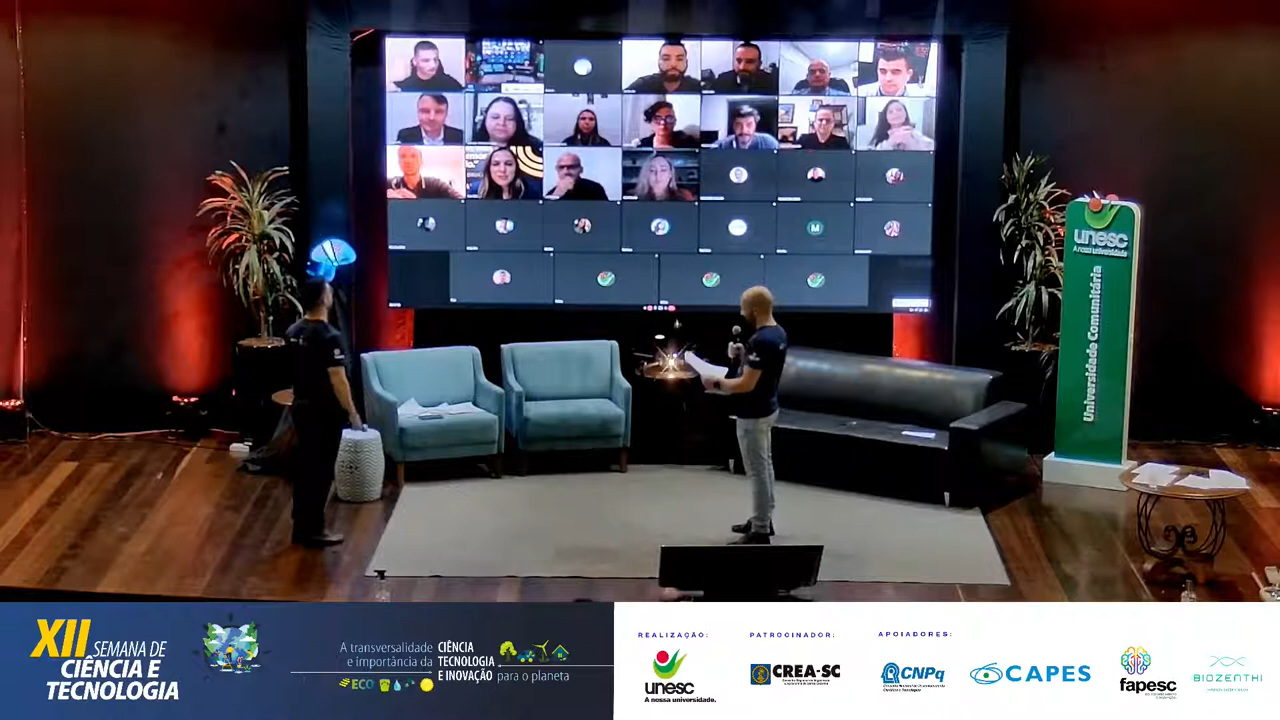 unesc
A nossa universidade
Universidade Comunitária
M
XII SEMANA DE
CIÊNCIA E
TECNOLOGIA
A transversalidade
e importância da
CIÊNCIA
TECNOLOGIA
E INOVAÇÃO
para o planeta
ECO
REALIZAÇÃO:
unesc
A nossa universidade.
PATROCINADOR:
CREA-SC
APOIADORES:
CNPq
CAPES
fapesc
BIOZENTHI